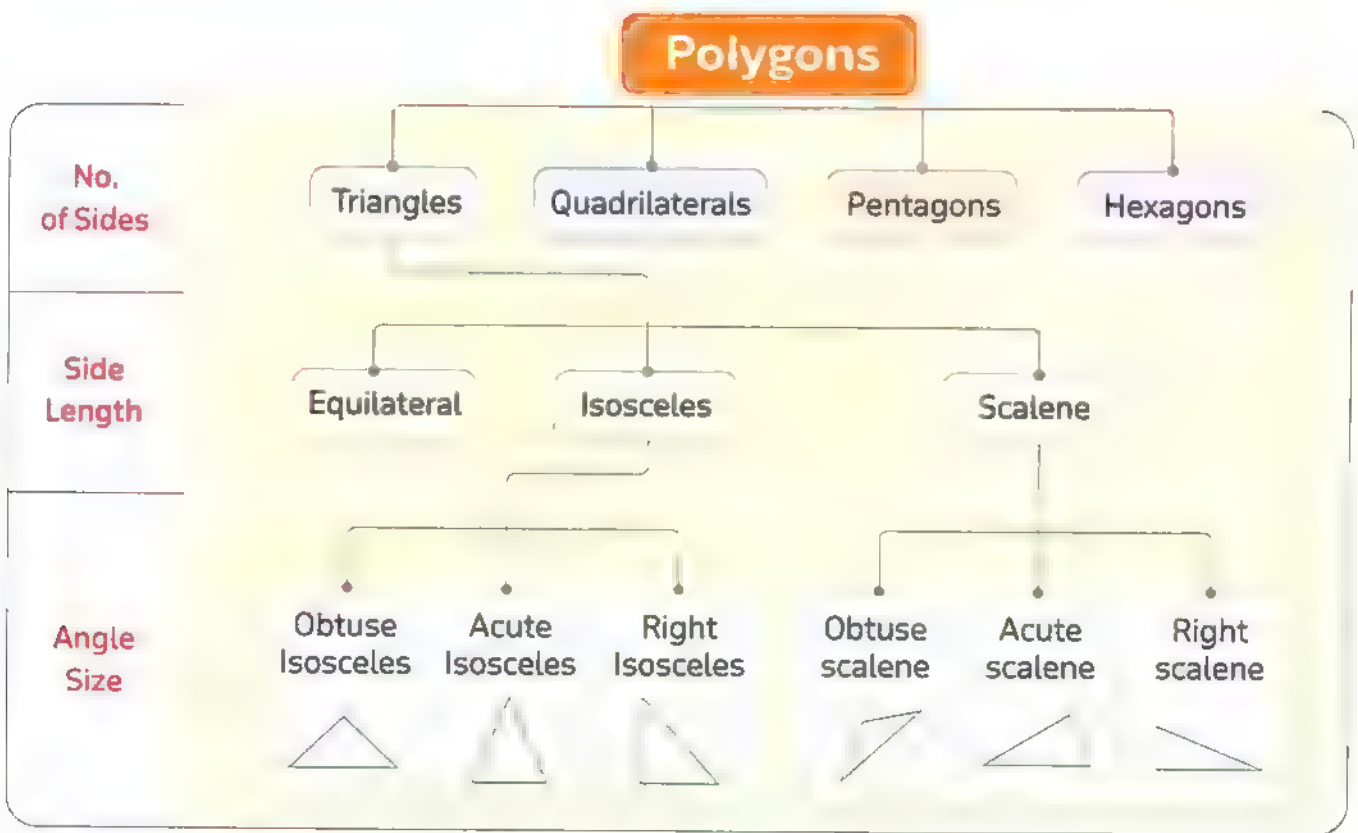 Polygons
No.
of Sides
Triangles
Quadrilaterals
Pentagons
Hexagons
Side
Length
Equilateral
Isosceles
Scalene
Angle
Size
Obtuse
Isosceles
Acute
Isosceles
Right
Isosceles
Obtuse
scalene
Acute
scalene
Right
scalene